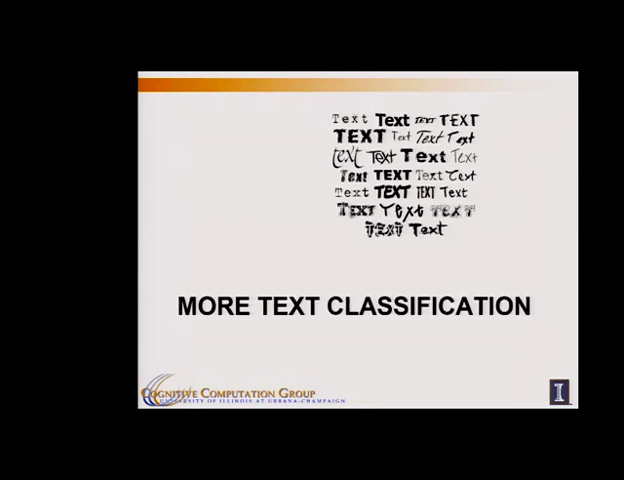 Text Text TEXT TEXT
TEXT Text Text Text
text Text Text Text
Text TEXT Text Text
Text TEXT TEXT Text
TEXT Text TEXT
TEXT Text
MORE TEXT CLASSIFICATION
COGNITIVE COMPUTATION GROUP
UNIVERSITY OF ILLINOIS AT URBANA-CHAMPAIGN
I